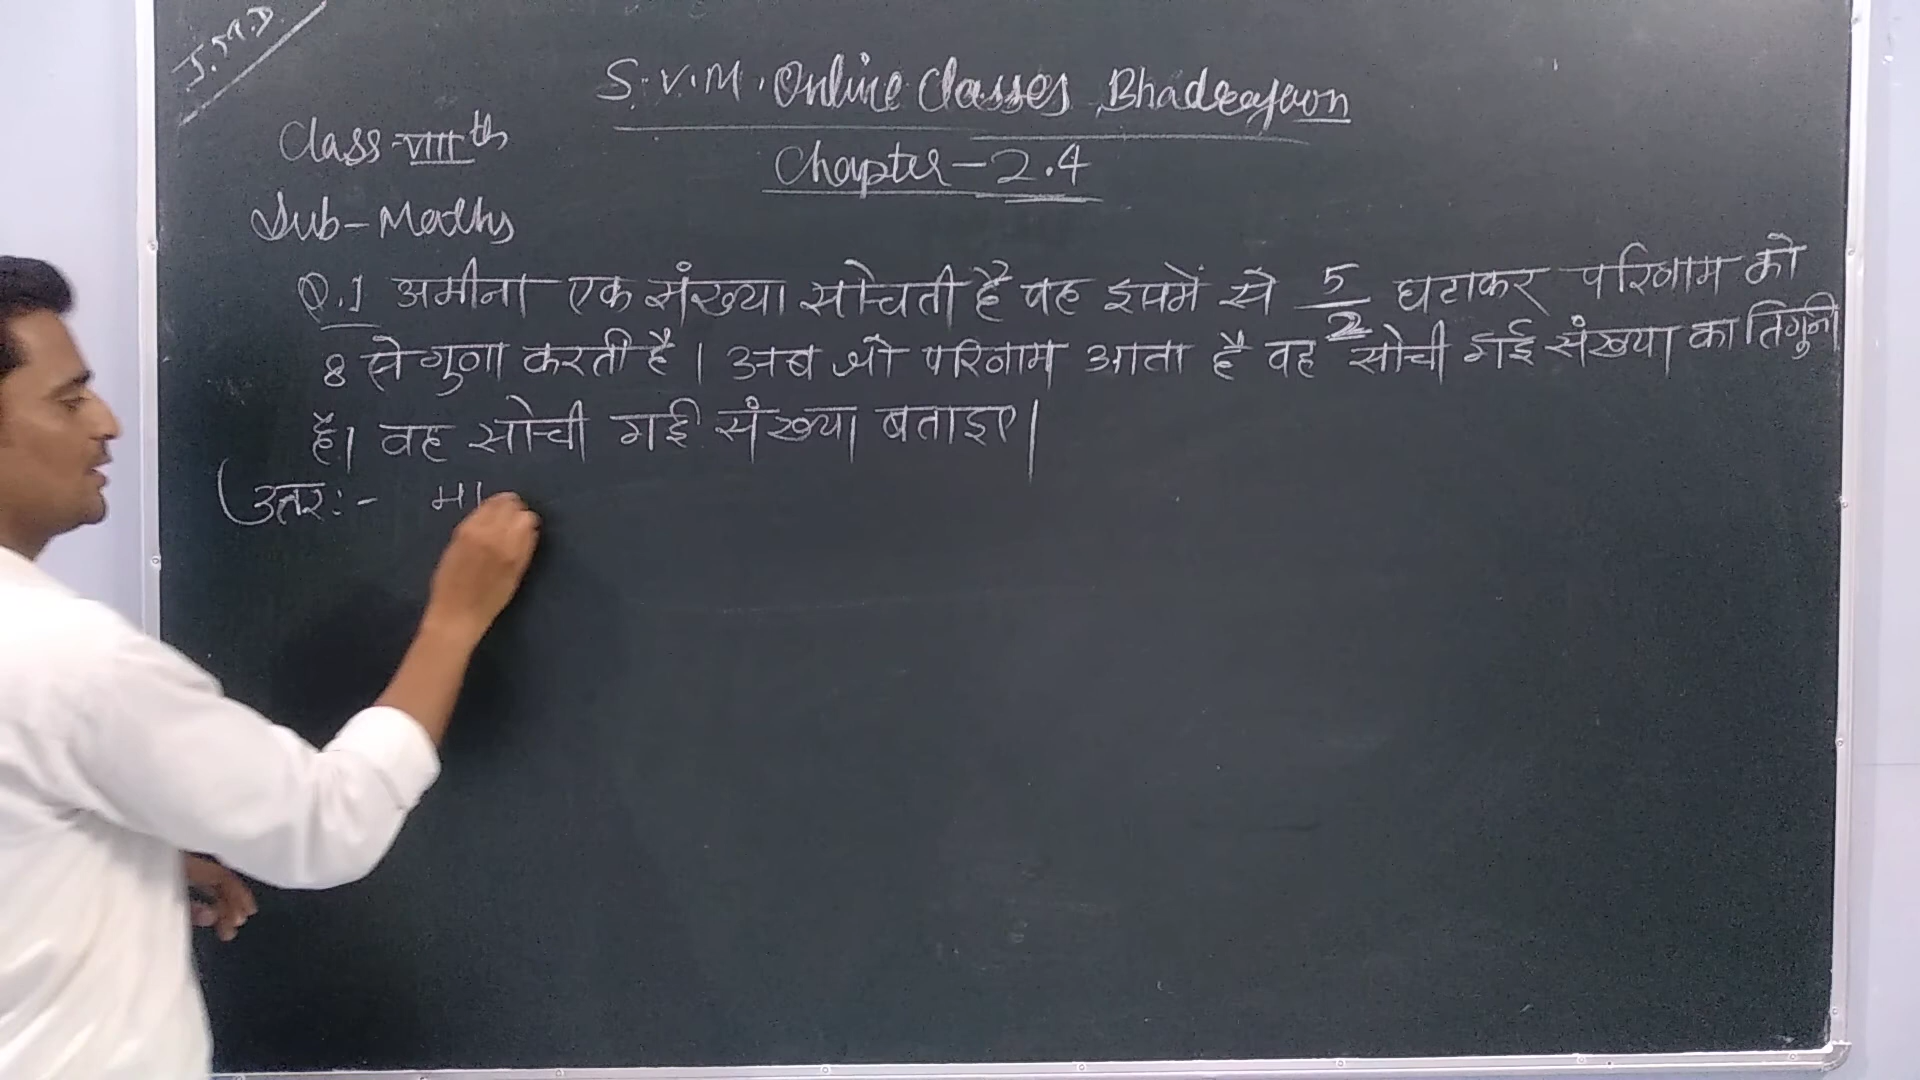 S.V.M. Online Classes Bhadrajoon
Class-VIIIth
Chapter-2.4
Sub-Maths
Q.1 अमीना एक संख्या सोचती है वह इसमें से 5/2 घटाकर परिणाम को
8 से गुणा करती है। अब जो परिणाम आता है वह सोची गई संख्या का तिगुनी
है। वह सोची गई संख्या बताइए।
उत्तर:- मा